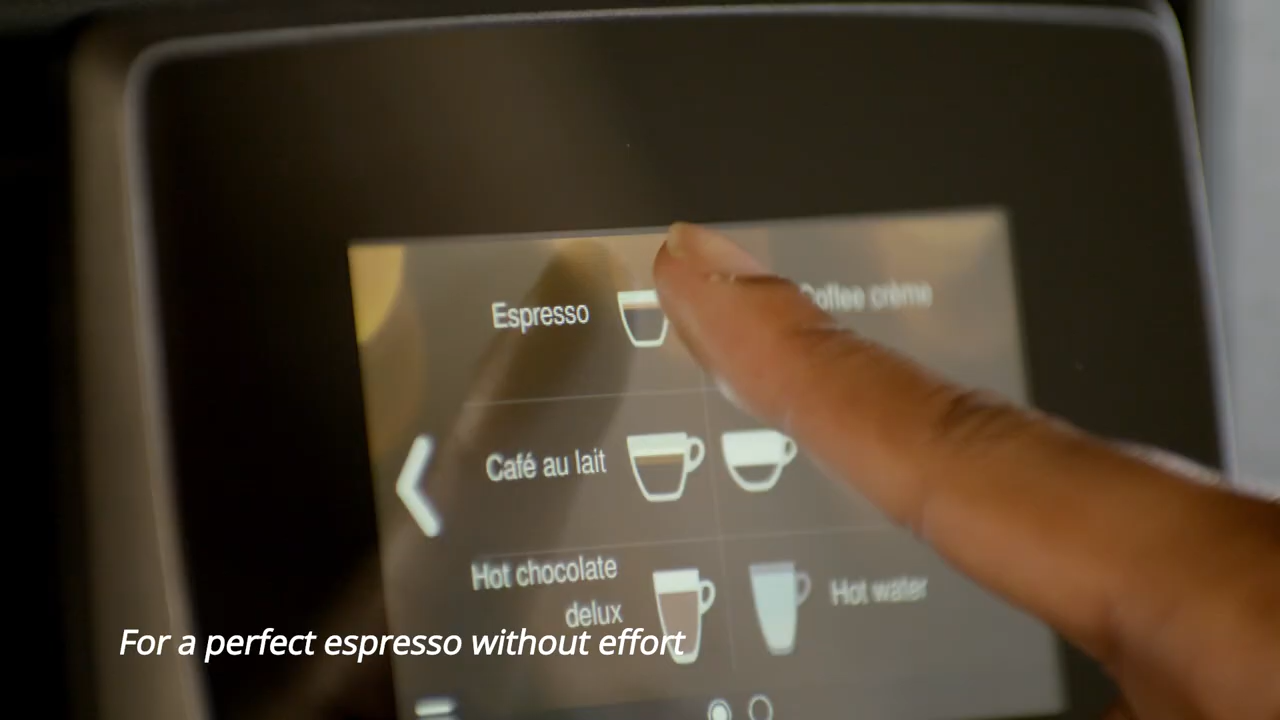 Espresso
Coffee crème
Café au lait
Hot chocolate
delux
Hot water
For a perfect espresso without effort